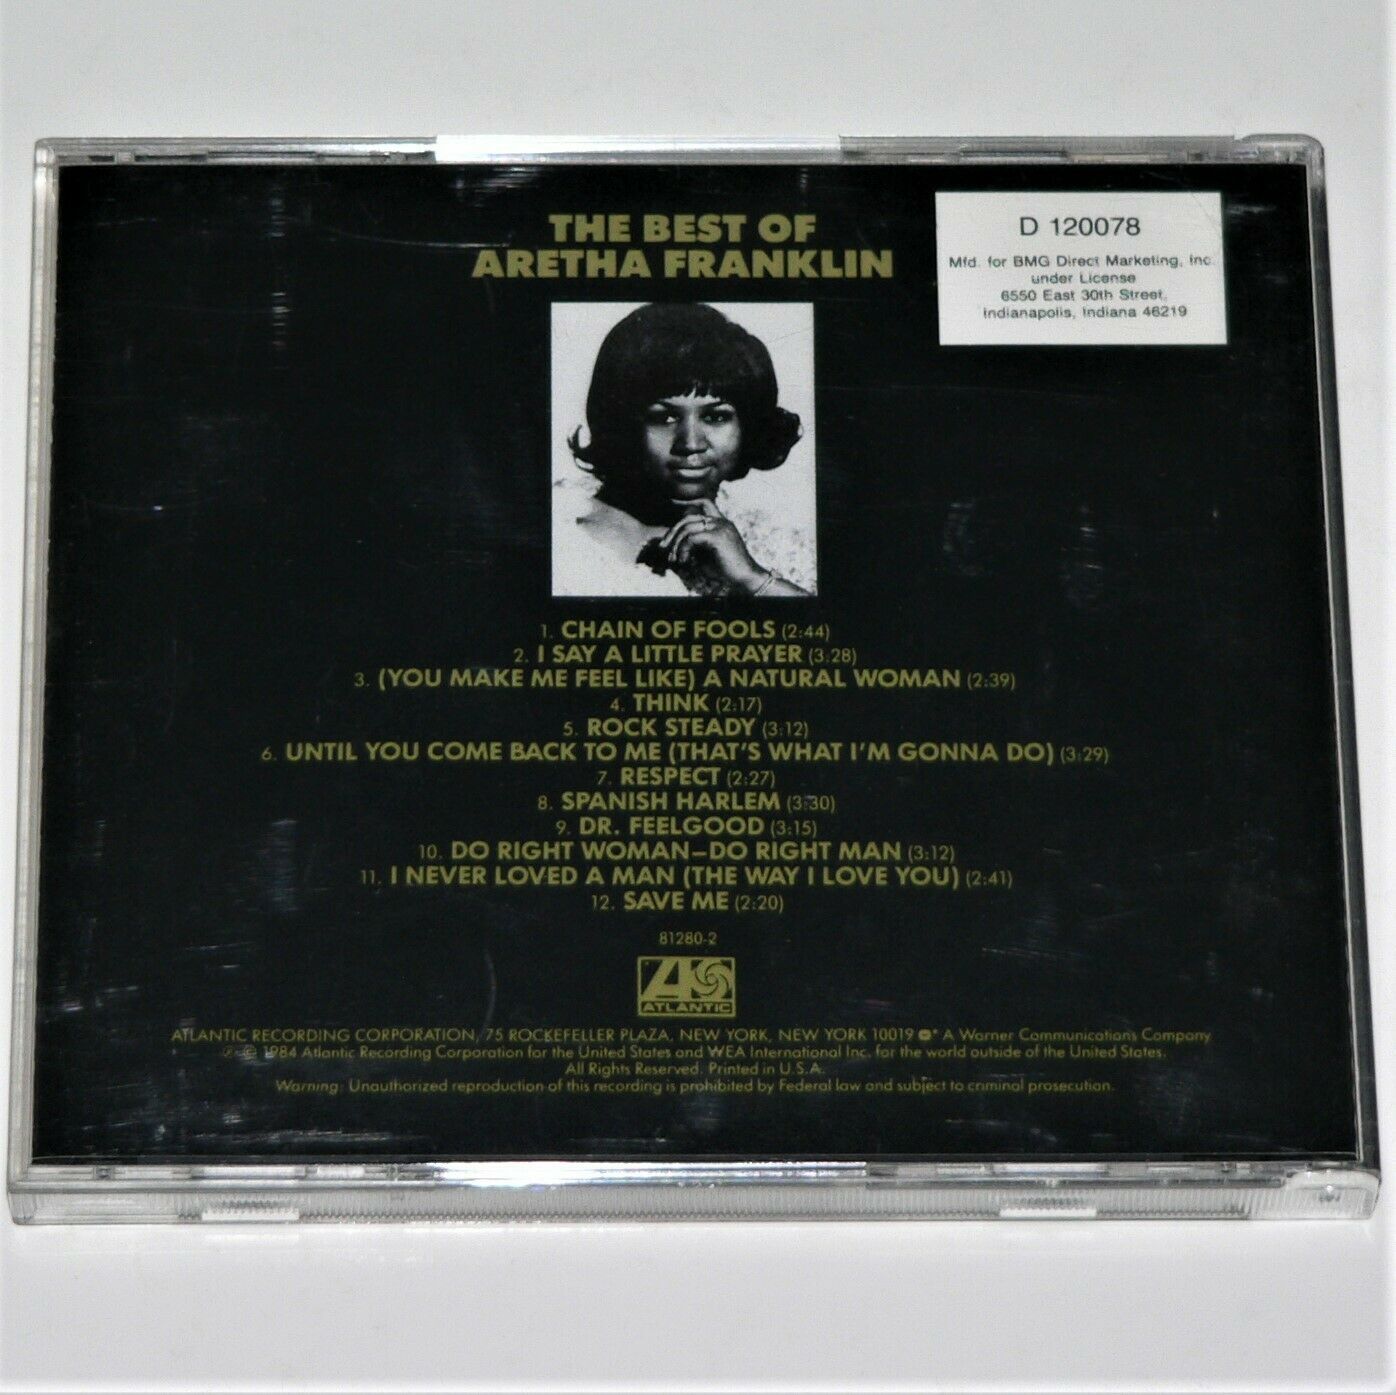 THE BEST OF
ARETHA FRANKLIN
D 120078
Mfd. for BMG Direct Marketing, Inc.
under License
6550 East 30th Street,
Indianapolis, Indiana 46219
1. CHAIN OF FOOLS (2:44)
2. I SAY A LITTLE PRAYER (3:28)
3. (YOU MAKE ME FEEL LIKE) A NATURAL WOMAN (2:39)
4. THINK (2:17)
5. ROCK STEADY (3:12)
6. UNTIL YOU COME BACK TO ME (THAT'S WHAT I'M GONNA DO) (3:29)
7. RESPECT (2:27)
8. SPANISH HARLEM (3:30)
9. DR. FEELGOOD (3:15)
10. DO RIGHT WOMAN–DO RIGHT MAN (3:12)
11. I NEVER LOVED A MAN (THE WAY I LOVE YOU) (2:41)
12. SAVE ME (2:20)
81280-2
ATLANTIC
ATLANTIC RECORDING CORPORATION, 75 ROCKEFELLER PLAZA, NEW YORK, NEW YORK 10019 A Warner Communications Company
℗ © 1984 Atlantic Recording Corporation for the United States and WEA International Inc. for the world outside of the United States.
All Rights Reserved. Printed in U.S.A.
Warning: Unauthorized reproduction of this recording is prohibited by Federal law and subject to criminal prosecution.